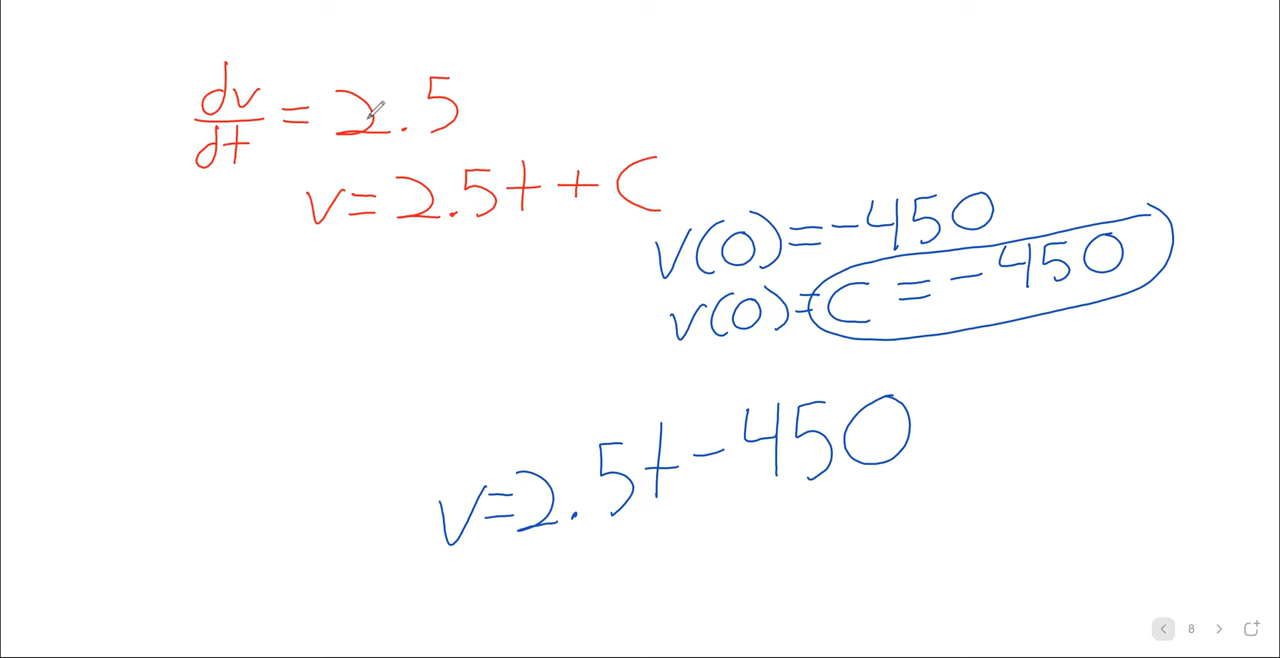 dv/dt = 2.5
v=2.5t + C
v(0)=-450
v(0)=C=-450
v=2.5t-450
8